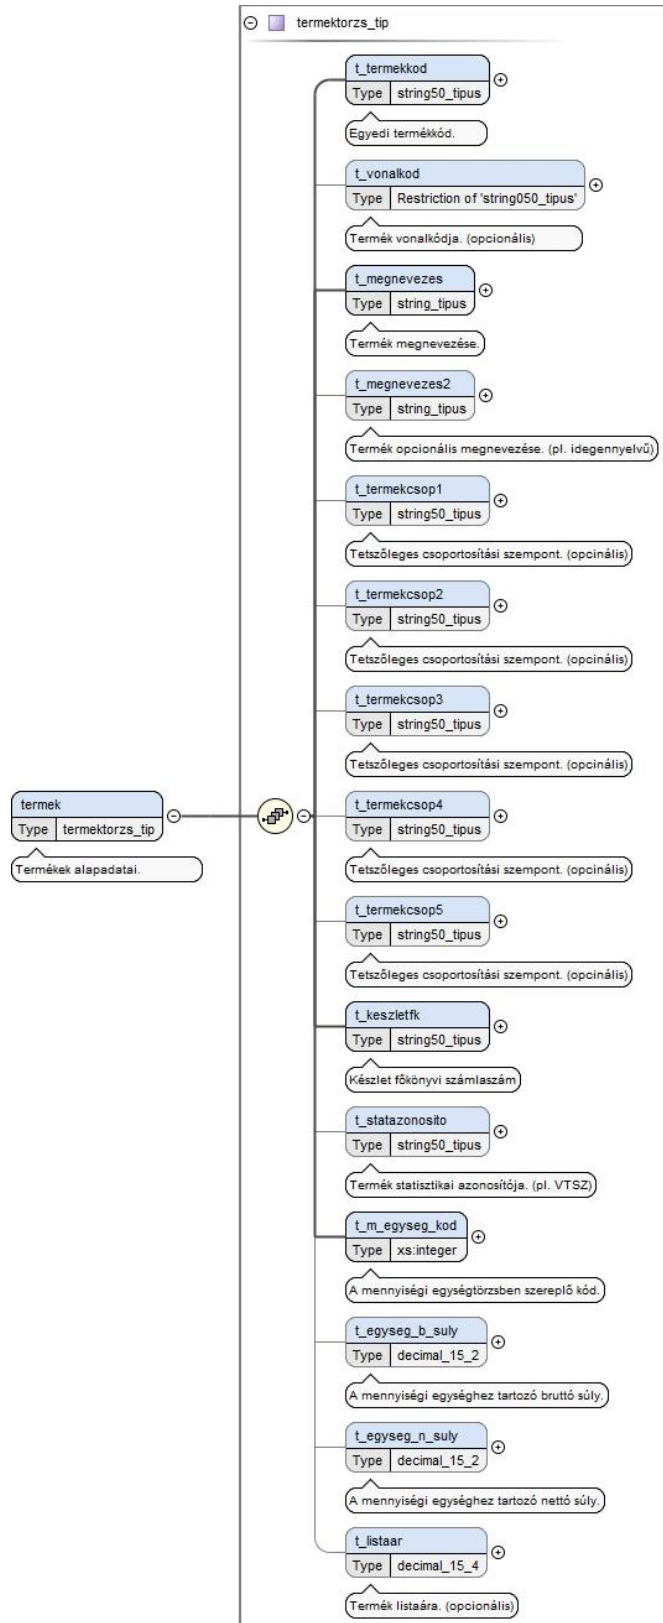 termektorzs_tip
t_termekkod
Type string50_tipus
Egyedi termékkód.
t_vonalkod
Type Restriction of 'string050_tipus'
Termék vonalkódja. (opcionális)
t_megnevezes
Type string_tipus
Termék megnevezése.
t_megnevezes2
Type string_tipus
Termék opcionális megnevezése. (pl. idegennyelvű)
t_termekcsop1
Type string50_tipus
Tetszőleges csoportosítási szempont. (opcinális)
t_termekcsop2
Type string50_tipus
Tetszőleges csoportosítási szempont. (opcinális)
t_termekcsop3
Type string50_tipus
Tetszőleges csoportosítási szempont. (opcinális)
termek
Type termektorzs_tip
Termékek alapadatai.
t_termekcsop4
Type string50_tipus
Tetszőleges csoportosítási szempont. (opcinális)
t_termekcsop5
Type string50_tipus
Tetszőleges csoportosítási szempont. (opcinális)
t_keszletfk
Type string50_tipus
Készlet főkönyvi számlaszám
t_statazonosito
Type string50_tipus
Termék statisztikai azonosítója. (pl. VTSZ)
t_m_egyseg_kod
Type xs:integer
A mennyiségi egységtörzsben szereplő kód.
t_egyseg_b_suly
Type decimal_15_2
A mennyiségi egységhez tartozó bruttó súly.
t_egyseg_n_suly
Type decimal_15_2
A mennyiségi egységhez tartozó nettó súly.
t_listaar
Type decimal_15_4
Termék listaára. (opcionális)